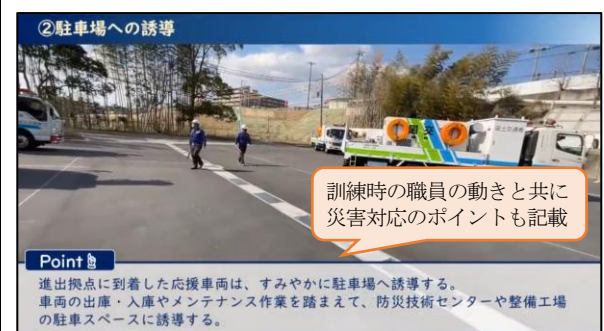 ②駐車場への誘導
国土交通省
訓練時の職員の動きと共に
災害対応のポイントも記載
Point
進出拠点に到着した応援車両は、すみやかに駐車場へ誘導する。
車両の出庫・入庫やメンテナンス作業を踏まえて、防災技術センターや整備工場
の駐車スペースに誘導する。